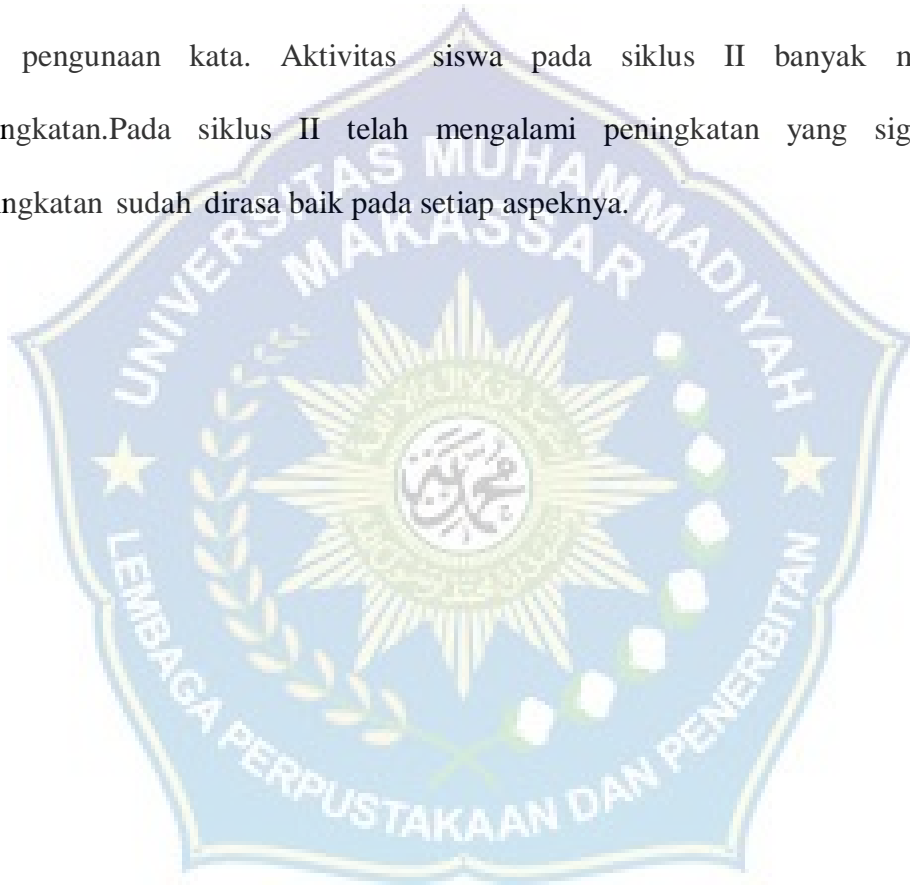 pengunaan kata. Aktivitas siswa pada siklus II banyak
ngkatan.Pada siklus II telah mengalami peningkatan yang sig
ngkatan sudah dirasa baik pada setiap aspeknya.
UNIVERSITAS MUHAMMADIYAH
MAKASSAR
LEMBAGA PERPUSTAKAAN DAN PENERBITAN